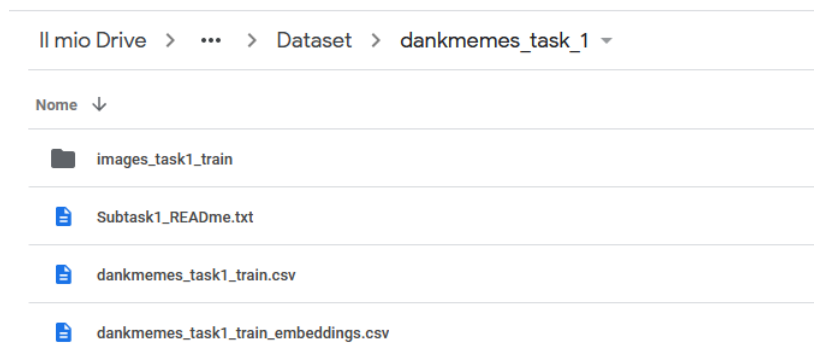 Il mio Drive > ••• > Dataset > dankmemes_task_1
Nome ↓
images_task1_train
Subtask1_READme.txt
dankmemes_task1_train.csv
dankmemes_task1_train_embeddings.csv